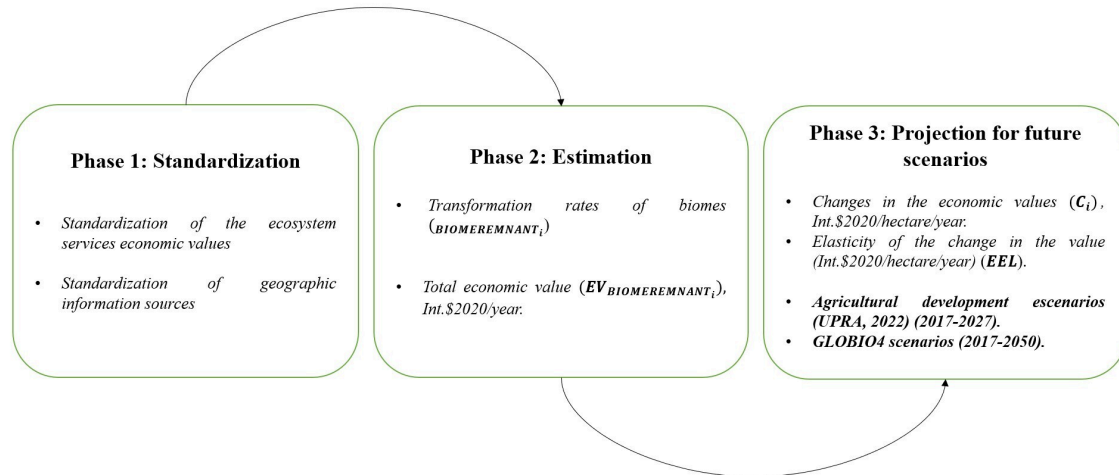 Phase 1: Standardization
• Standardization of the ecosystem
services economic values
• Standardization of geographic
information sources
Phase 2: Estimation
• Transformation rates of biomes
(BIOMEREMNANTᵢ)
• Total economic value (EV_BIOMEREMNANTᵢ),
Int.$2020/year.
Phase 3: Projection for future
scenarios
• Changes in the economic values (Cᵢ),
Int.$2020/hectare/year.
• Elasticity of the change in the value
(Int.$2020/hectare/year) (EEL).
• Agricultural development escenarios
(UPRA, 2022) (2017-2027).
• GLOBIO4 scenarios (2017-2050).